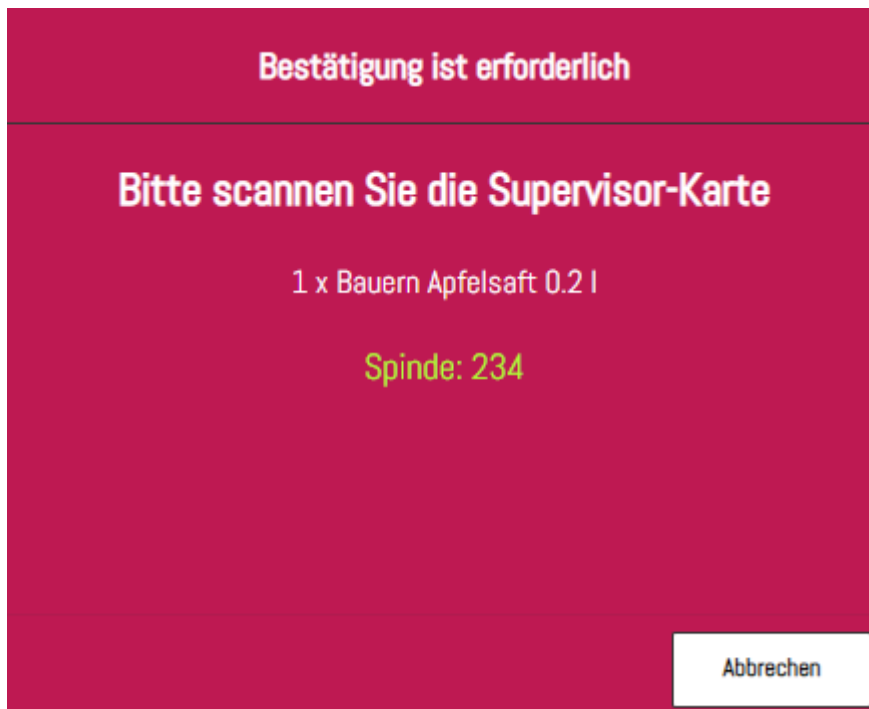 Bestätigung ist erforderlich
Bitte scannen Sie die Supervisor-Karte
1 x Bauern Apfelsaft 0.2 l
Spinde: 234
Abbrechen